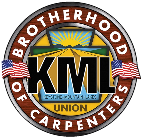 BROTHERHOOD
KML
UNION
OF CARPENTERS